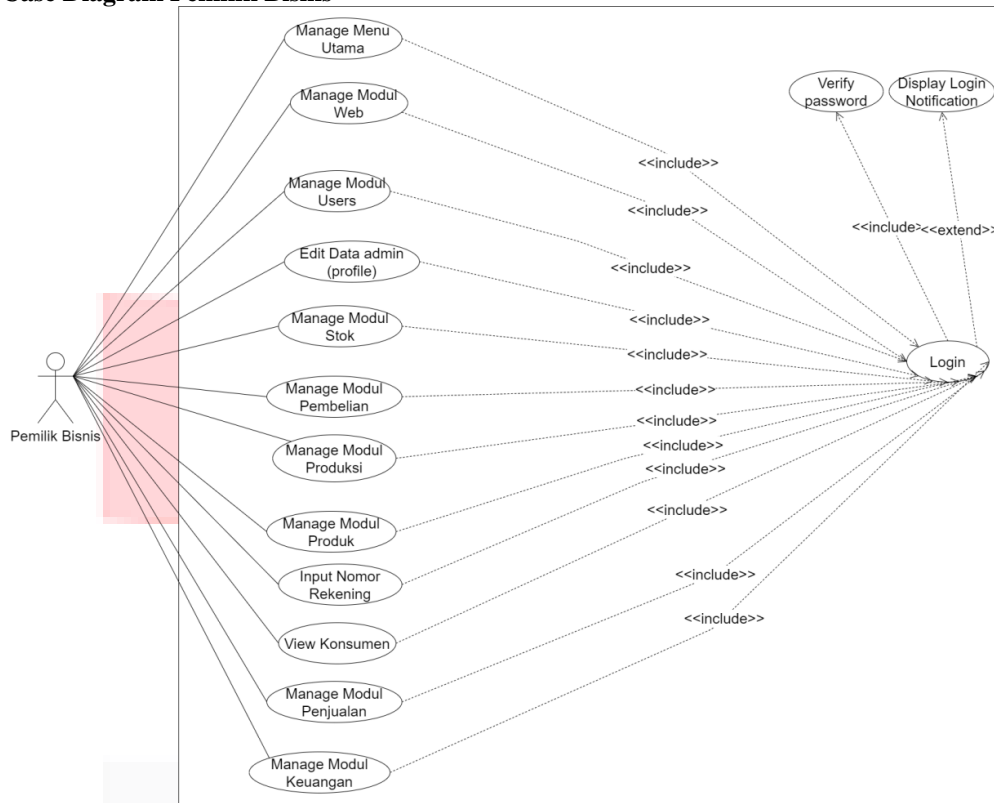 Manage Menu
Utama
Manage Modul
Web
Manage Modul
Users
Edit Data admin
(profile)
Manage Modul
Stok
Manage Modul
Pembelian
Manage Modul
Produksi
Manage Modul
Produk
Input Nomor
Rekening
View Konsumen
Manage Modul
Penjualan
Manage Modul
Keuangan
Pemilik Bisnis
<<include>>
<<include>>
<<include>>
<<include>>
<<include>>
<<include>>
<<include>>
<<include>>
<<include>>
<<include>>
<<include>>
<<include>>
Verify
password
Display Login
Notification
<<include>>
<<extend>>
Login